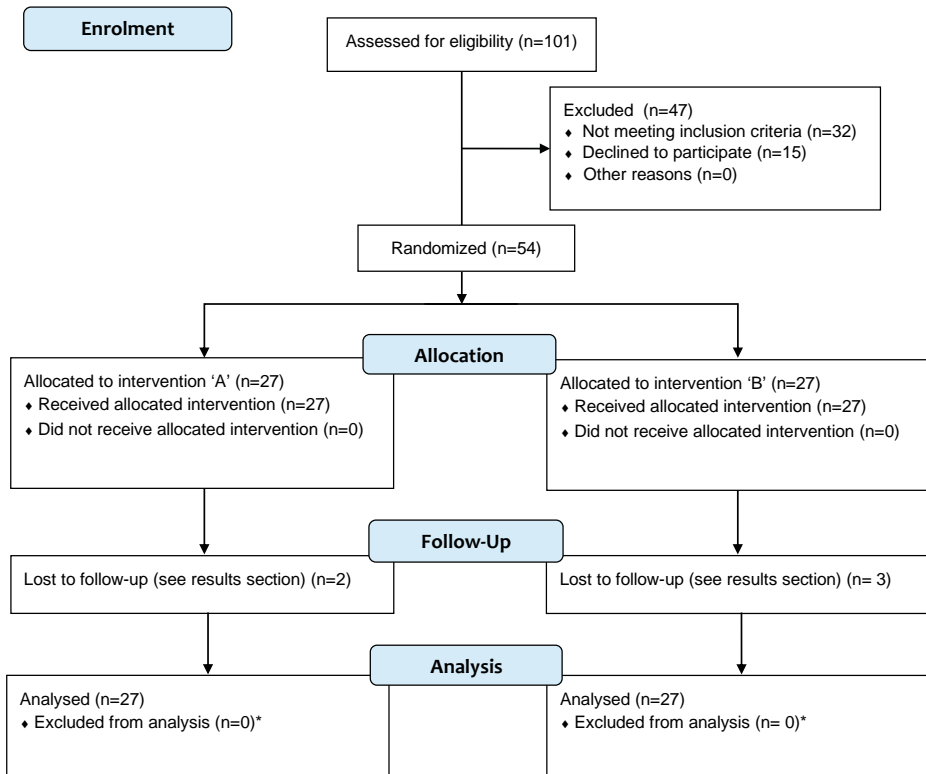 Enrolment
Assessed for eligibility (n=101)
Excluded  (n=47)
♦ Not meeting inclusion criteria (n=32)
♦ Declined to participate (n=15)
♦ Other reasons (n=0)
Randomized (n=54)
Allocation
Allocated to intervention ‘A’ (n=27)
♦ Received allocated intervention (n=27)
♦ Did not receive allocated intervention (n=0)
Allocated to intervention ‘B’ (n=27)
♦ Received allocated intervention (n=27)
♦ Did not receive allocated intervention (n=0)
Follow-Up
Lost to follow-up (see results section) (n=2)
Lost to follow-up (see results section) (n= 3)
Analysis
Analysed (n=27)
♦ Excluded from analysis (n=0)*
Analysed (n=27)
♦ Excluded from analysis (n= 0)*